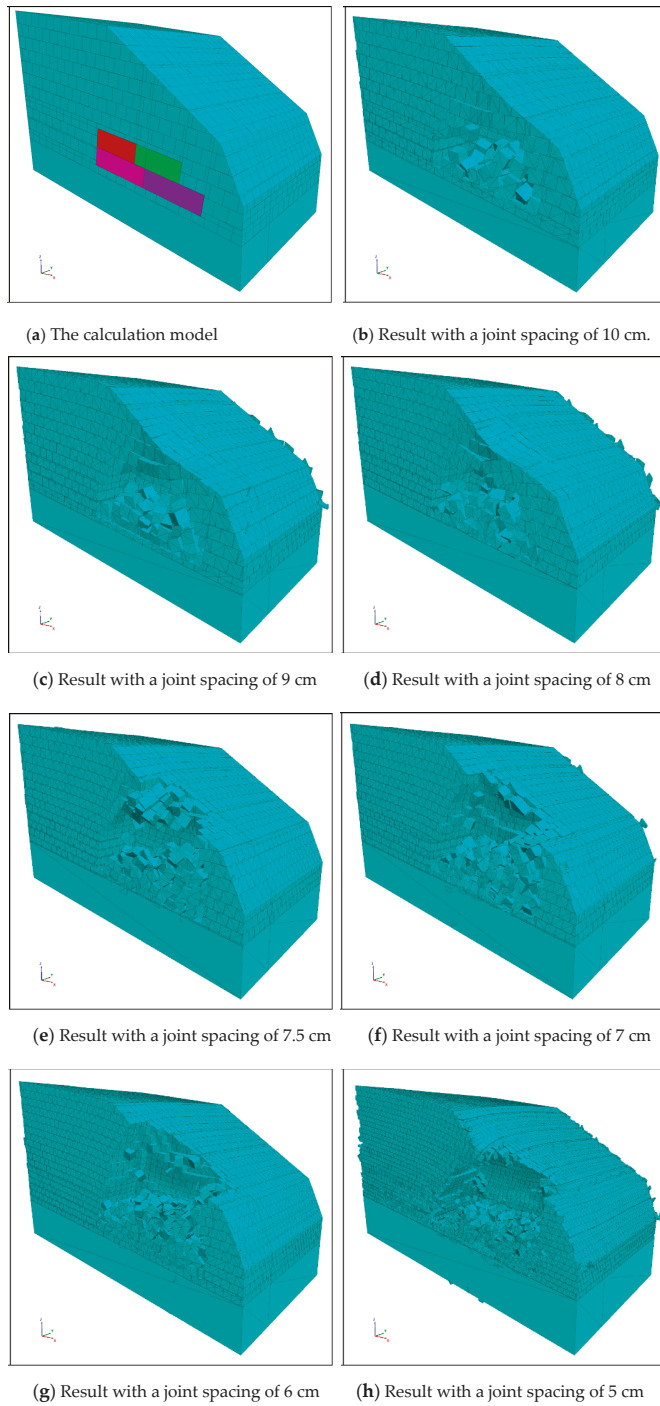 (a) The calculation model
(b) Result with a joint spacing of 10 cm.
(c) Result with a joint spacing of 9 cm
(d) Result with a joint spacing of 8 cm
(e) Result with a joint spacing of 7.5 cm
(f) Result with a joint spacing of 7 cm
(g) Result with a joint spacing of 6 cm
(h) Result with a joint spacing of 5 cm